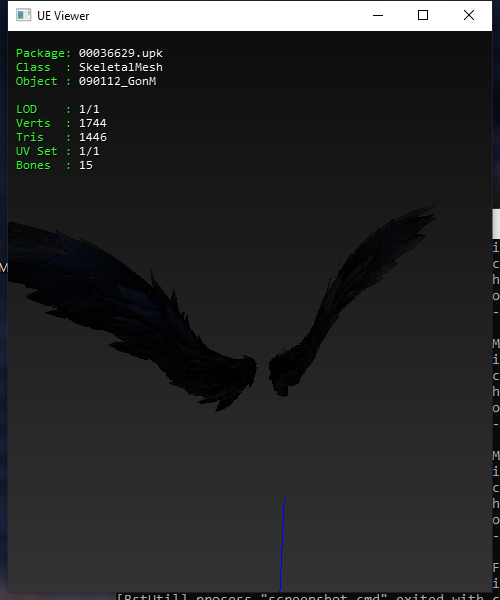 UE Viewer
Package: 00036629.upk
Class : SkeletalMesh
Object : 090112_GonM
LOD : 1/1
Verts : 1744
Tris : 1446
UV Set : 1/1
Bones : 15
M
i
c
h
o
-
M
i
c
h
o
-
M
i
c
h
o
-
F
i
[BstUtil] process "screenshot.cmd" exited with c